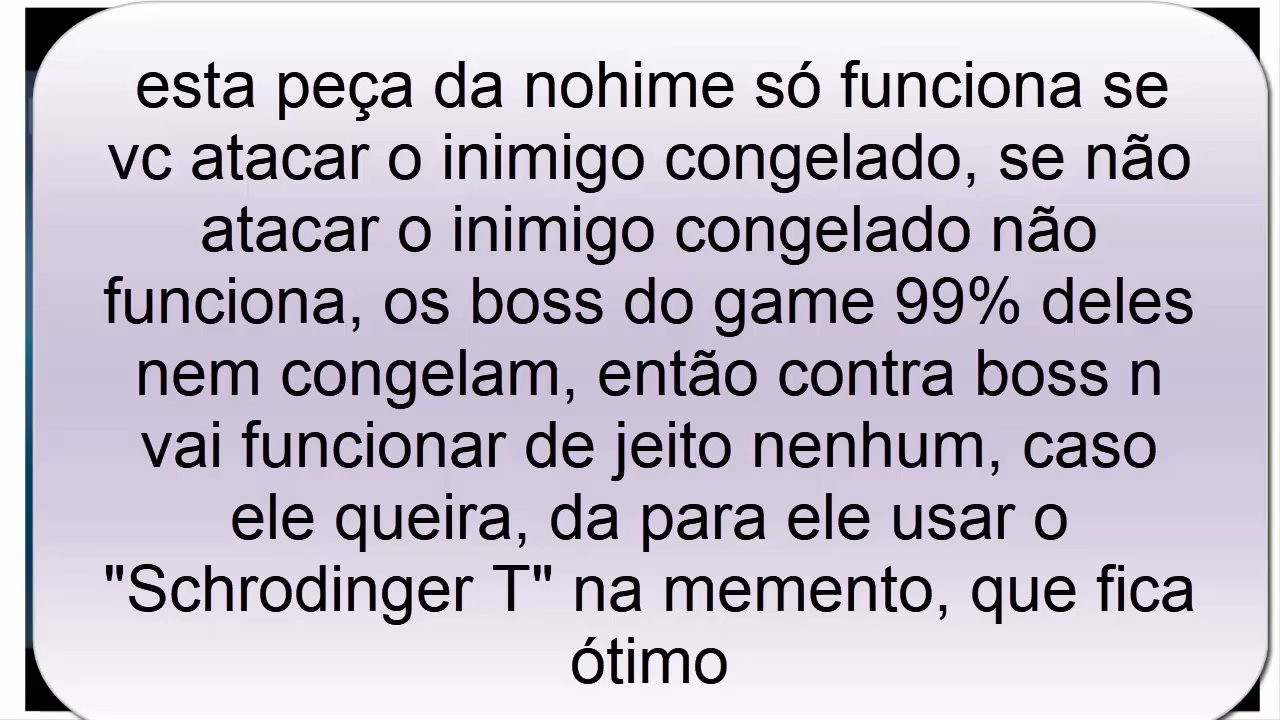 esta peça da nohime só funciona se
vc atacar o inimigo congelado, se não
atacar o inimigo congelado não
funciona, os boss do game 99% deles
nem congelam, então contra boss n
vai funcionar de jeito nenhum, caso
ele queira, da para ele usar o
"Schrodinger T" na memento, que fica
ótimo